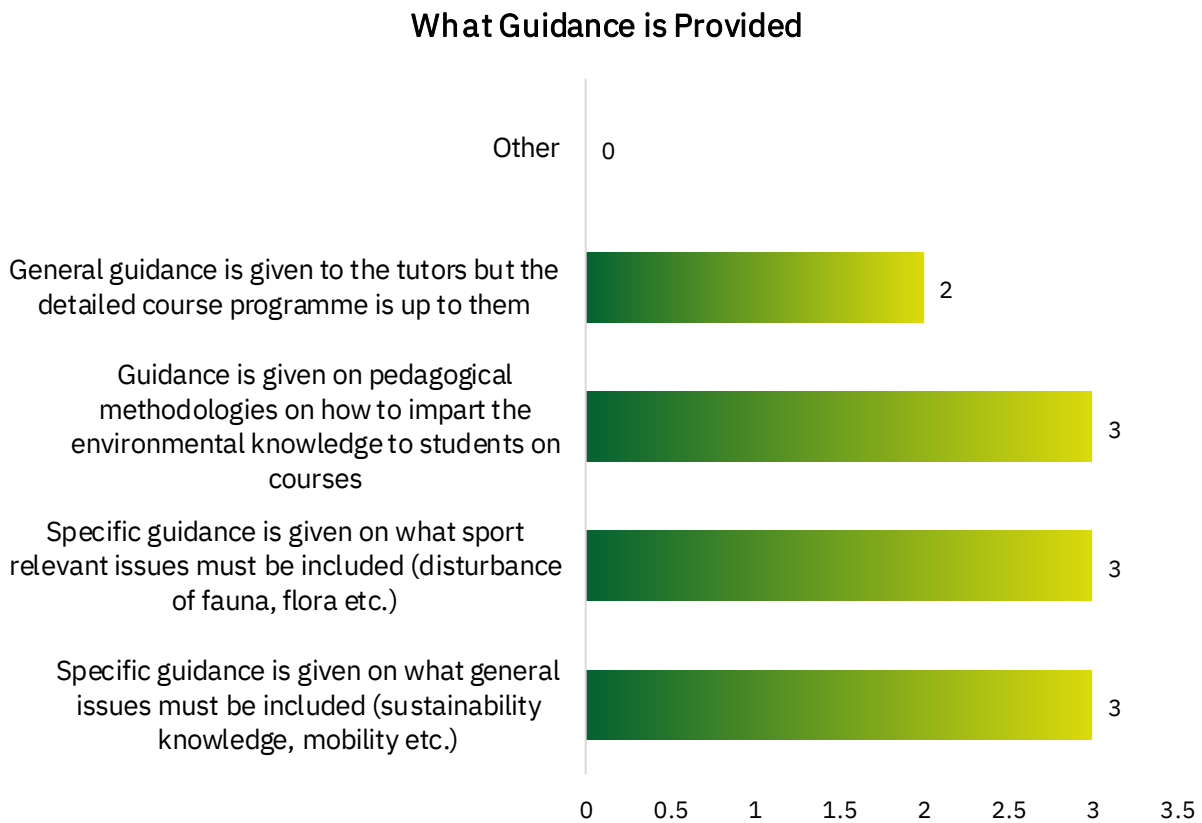 What Guidance is Provided
Other
0
General guidance is given to the tutors but the
detailed course programme is up to them
2
Guidance is given on pedagogical
methodologies on how to impart the
environmental knowledge to students on
courses
3
Specific guidance is given on what sport
relevant issues must be included (disturbance
of fauna, flora etc.)
3
Specific guidance is given on what general
issues must be included (sustainability
knowledge, mobility etc.)
3
0 0.5 1 1.5 2 2.5 3 3.5